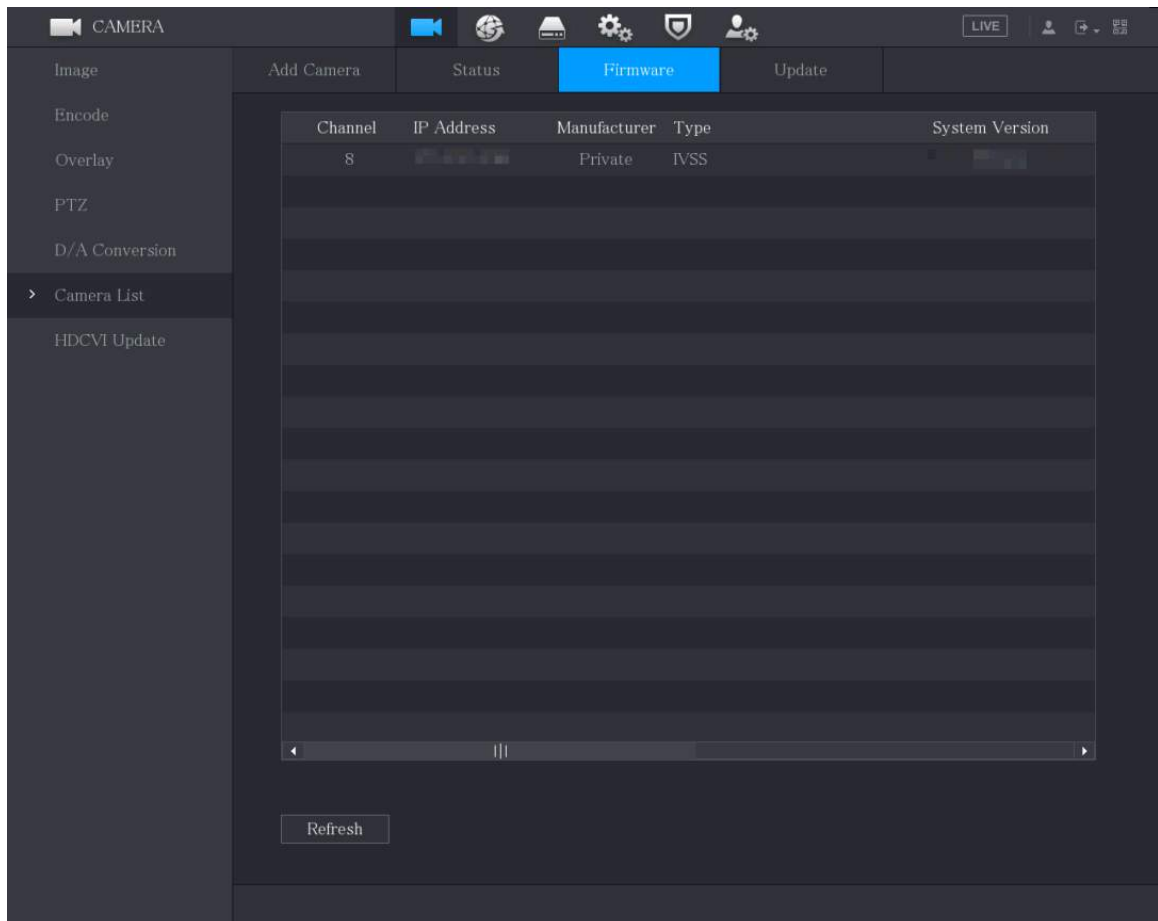 CAMERA
LIVE
Image
Encode
Overlay
PTZ
D/A Conversion
Camera List
HDCVI Update
Add Camera Status Firmware Update
Channel IP Address Manufacturer Type System Version
8 Private IVSS
Refresh